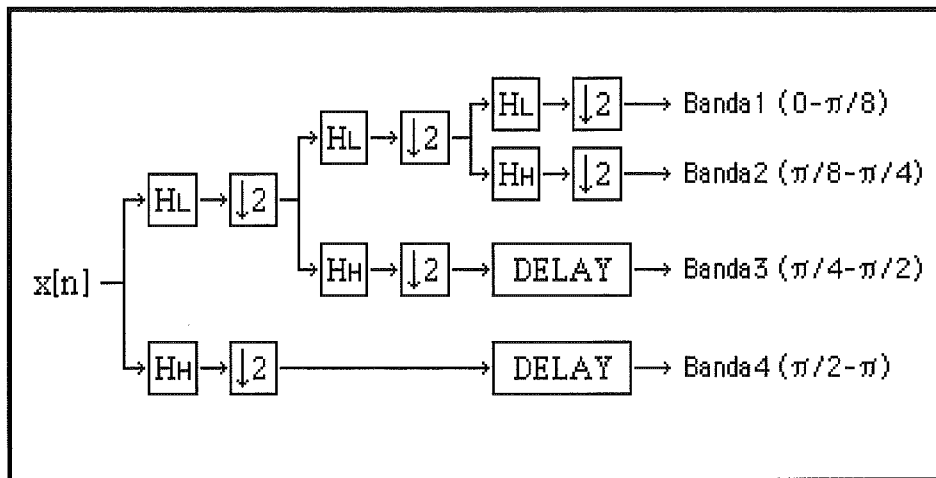 HL ↓2 Banda1 (0-π/8)
HL ↓2
HH ↓2 Banda2 (π/8-π/4)
HL ↓2
HH ↓2 DELAY Banda3 (π/4-π/2)
x[n]
HH ↓2 DELAY Banda4 (π/2-π)